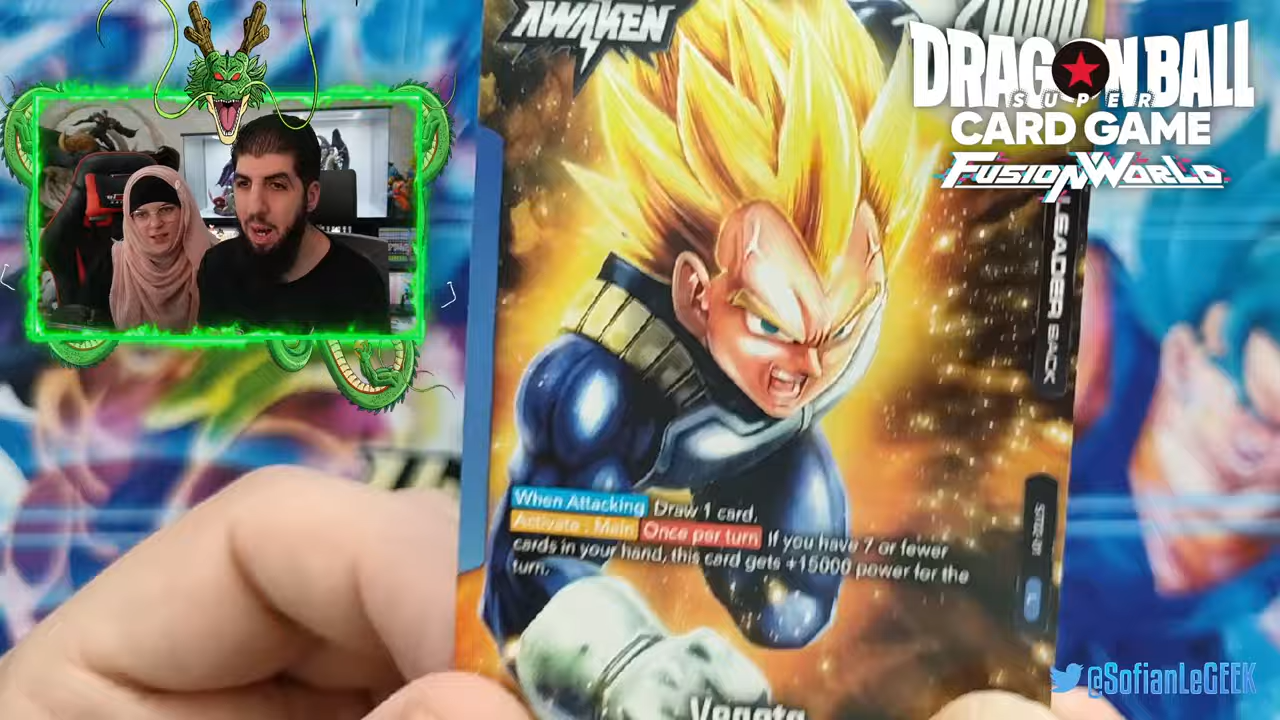 AWAKEN
20000
DRAGON BALL
SUPER
CARD GAME
FUSION WORLD
LEADER BACK
When Attacking Draw 1 card.
Activate : Main Once per turn If you have 7 or fewer
cards in your hand, this card gets +15000 power for the
turn.
Vegeta
@SofianLeGEEK